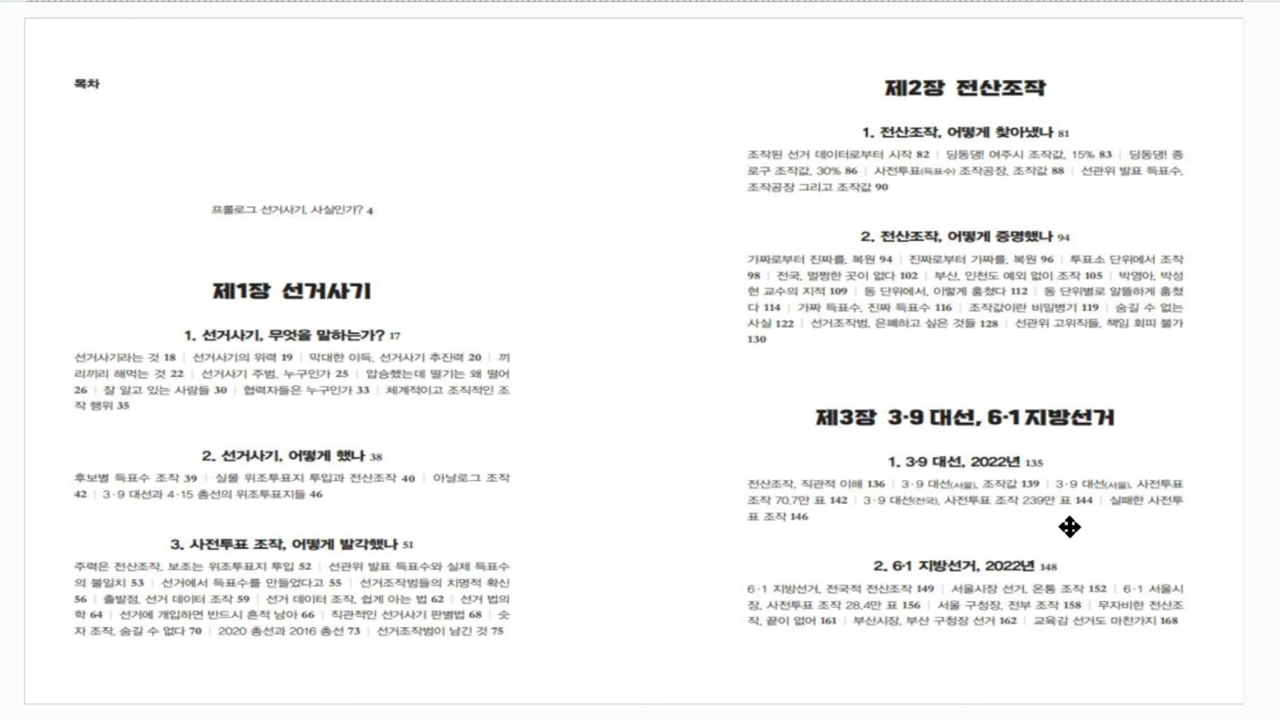 목차
프롤로그 선거사기, 사실인가? 4
제1장 선거사기
1. 선거사기, 무엇을 말하는가? 17
선거사기라는 것 18 | 선거사기의 위력 19 | 막대한 이득, 선거사기 추진력 20 | 끼
리끼리 해먹는 것 22 | 선거사기 주범, 누구인가 25 | 압승했는데 떨기는 왜 떨어
26 | 잘 알고 있는 사람들 30 | 협력자들은 누구인가 33 | 체계적이고 조직적인 조
작 행위 35
2. 선거사기, 어떻게 했나 38
후보별 득표수 조작 39 | 실물 위조투표지 투입과 전산조작 40 | 아날로그 조작
42 | 3·9 대선과 4·15 총선의 위조투표지들 46
3. 사전투표 조작, 어떻게 발각했나 51
주력은 전산조작, 보조는 위조투표지 투입 52 | 선관위 발표 득표수와 실제 득표수
의 불일치 53 | 선거에서 득표수를 만들었다고 55 | 선거조작범들의 치명적 확신
56 | 출발점, 선거 데이터 조작 59 | 선거 데이터 조작, 쉽게 아는 법 62 | 선거 법의
학 64 | 선거에 개입하면 반드시 흔적 남아 66 | 직관적인 선거사기 판별법 68 | 숫
자 조작, 숨길 수 없다 70 | 2020 총선과 2016 총선 73 | 선거조작범이 남긴 것 75
제2장 전산조작
1. 전산조작, 어떻게 찾아냈나 81
조작된 선거 데이터로부터 시작 82 | 딩동댕! 여주시 조작값, 15% 83 | 딩동댕! 종
로구 조작값, 30% 86 | 사전투표(득표수) 조작공장, 조작값 88 | 선관위 발표 득표수,
조작공장 그리고 조작값 90
2. 전산조작, 어떻게 증명했나 94
가짜로부터 진짜를, 복원 94 | 진짜로부터 가짜를, 복원 96 | 투표소 단위에서 조작
98 | 전국, 멀쩡한 곳이 없다 102 | 부산, 인천도 예외 없이 조작 105 | 박영아, 박성
현 교수의 지적 109 | 동 단위에서, 이렇게 훔쳤다 112 | 동 단위별로 알뜰하게 훔쳤
다 114 | 가짜 득표수, 진짜 득표수 116 | 조작값이란 비밀병기 119 | 숨길 수 없는
사실 122 | 선거조작범, 은폐하고 싶은 것들 128 | 선관위 고위직들, 책임 회피 불가
130
제3장 3·9 대선, 6·1 지방선거
1. 3·9 대선, 2022년 135
전산조작, 직관적 이해 136 | 3·9 대선(서울), 조작값 139 | 3·9 대선(서울), 사전투표
조작 70.7만 표 142 | 3·9 대선(전국), 사전투표 조작 239만 표 144 | 실패한 사전투
표 조작 146
2. 6·1 지방선거, 2022년 148
6·1 지방선거, 전국적 전산조작 149 | 서울시장 선거, 온통 조작 152 | 6·1 서울시
장, 사전투표 조작 28.4만 표 156 | 서울 구청장, 전부 조작 158 | 무자비한 전산조
작, 끝이 없어 161 | 부산시장, 부산 구청장 선거 162 | 교육감 선거도 마찬가지 168